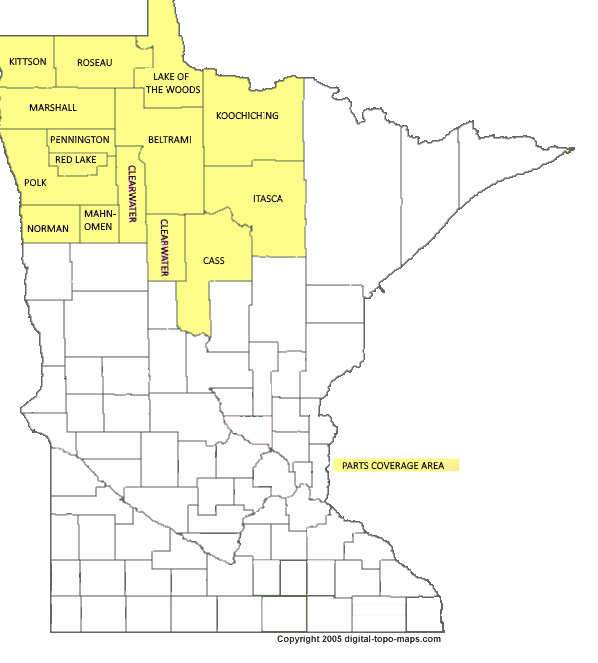 KITTSON
ROSEAU
LAKE OF
THE WOODS
MARSHALL
KOOCHICHING
PENNINGTON
BELTRAMI
RED LAKE
CLEARWATER
POLK
ITASCA
MAHN-
OMEN
NORMAN
CLEARWATER
CASS
PARTS COVERAGE AREA
Copyright 2005 digital-topo-maps.com